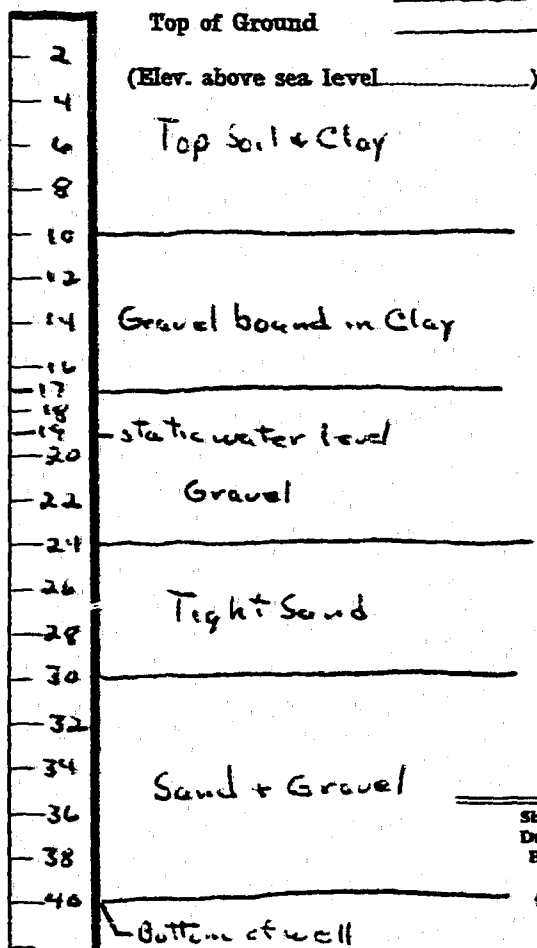 Top of Ground
2
(Elev. above sea level            )
4
Top Soil + Clay
6
8
10
12
Gravel bound in Clay
14
16
17
18
19
static water level
20
Gravel
22
24
26
Tight Sand
28
30
32
34
Sand + Gravel
36
38
40
Bottom of well